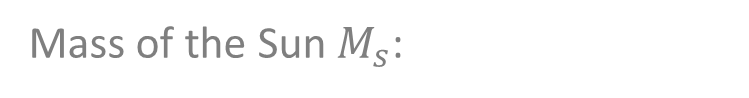 Mass of the Sun $M_s$: